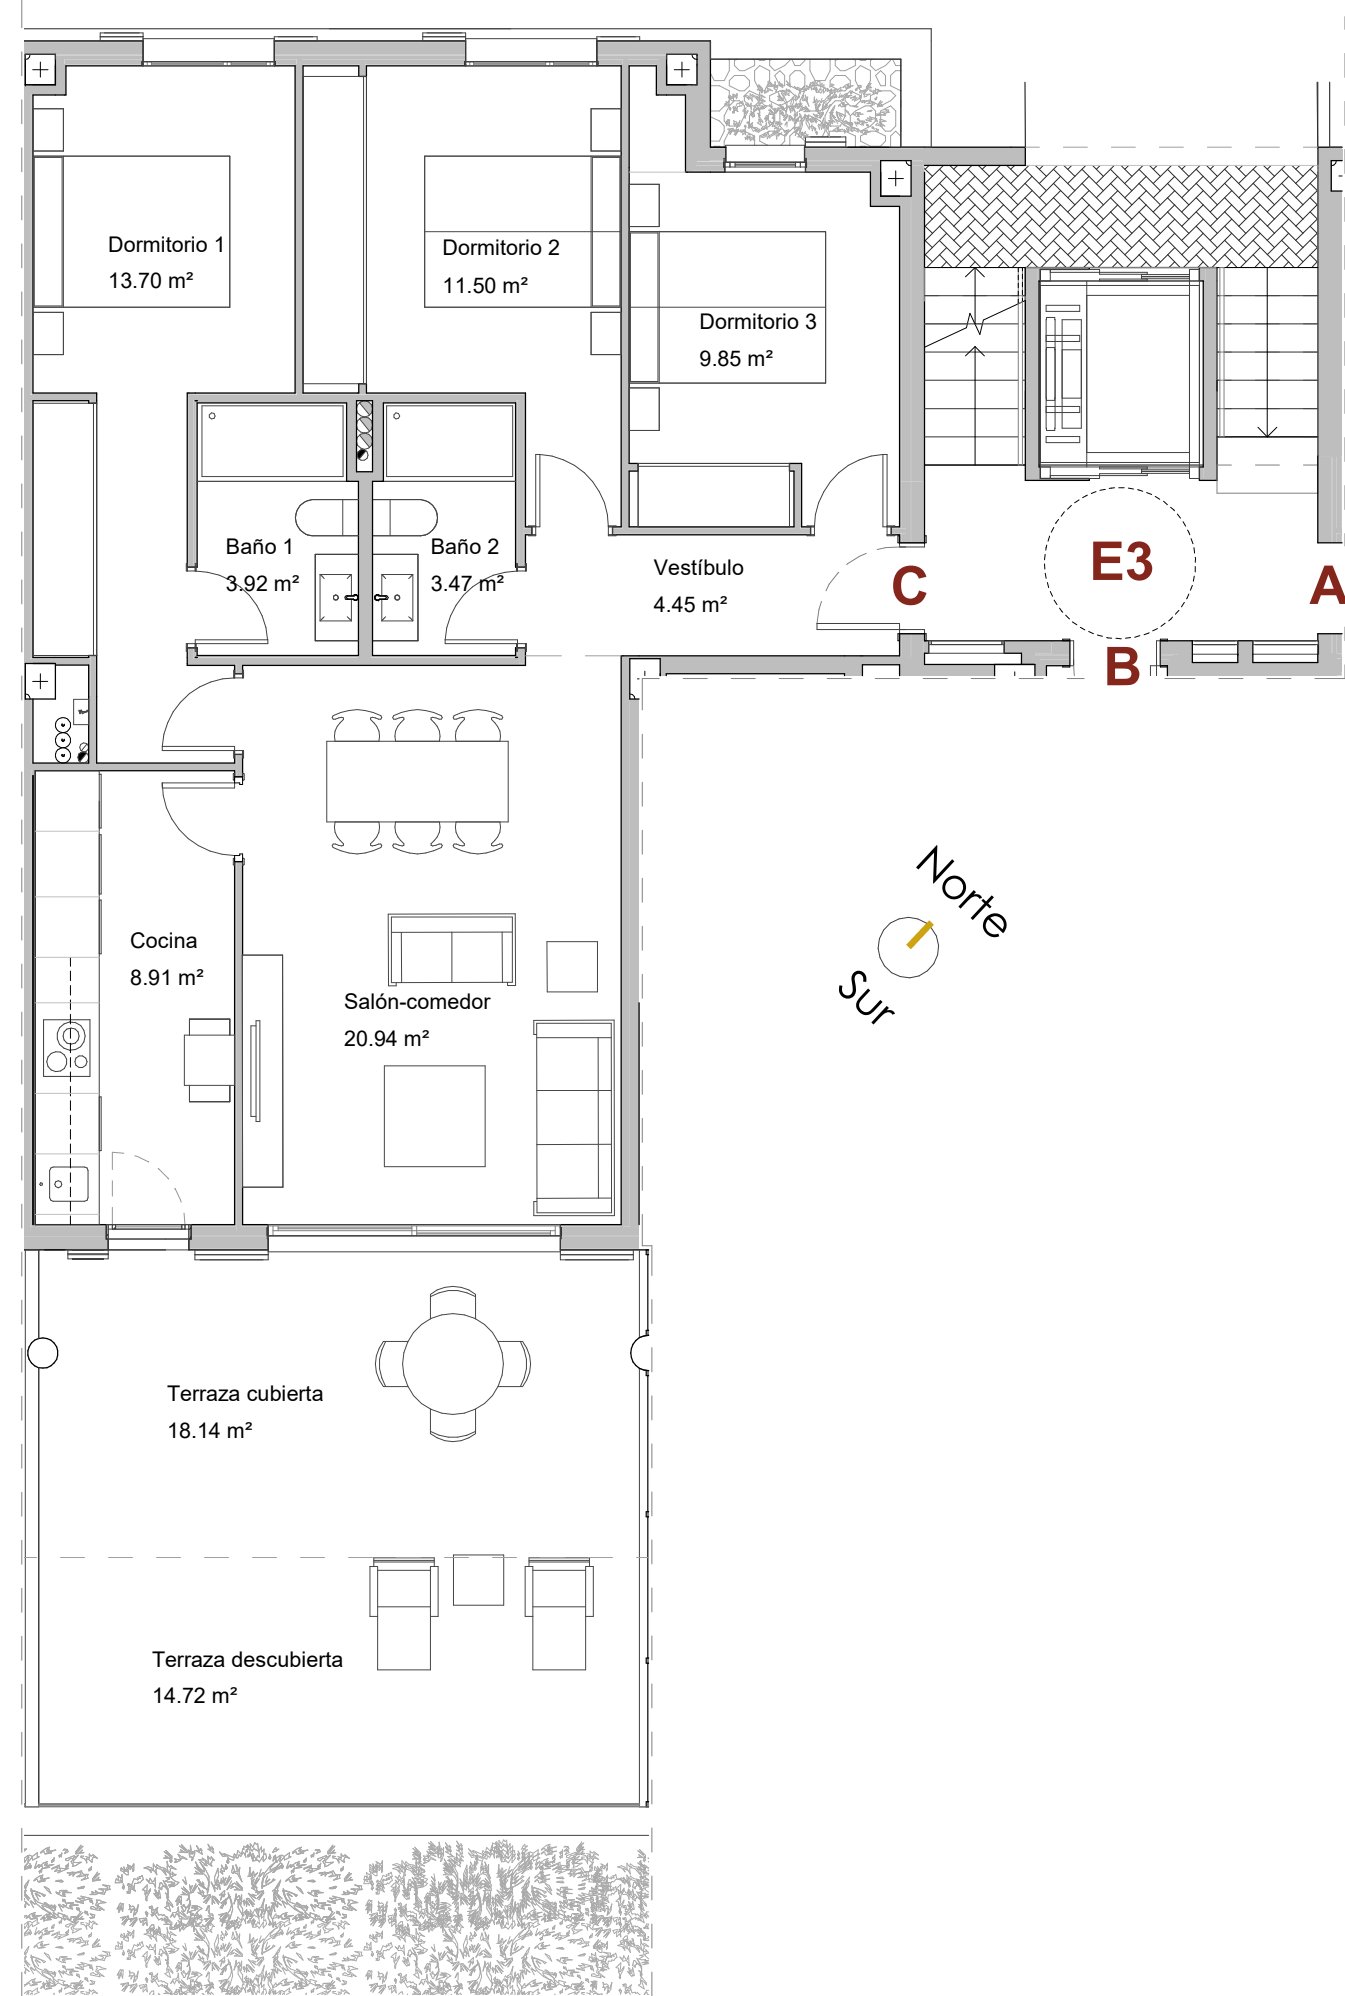 Dormitorio 1
13.70 m²
Dormitorio 2
11.50 m²
Dormitorio 3
9.85 m²
Baño 1
3.92 m²
Baño 2
3.47 m²
Vestíbulo
4.45 m²
C
E3
A
B
Norte
Sur
Cocina
8.91 m²
Salón-comedor
20.94 m²
Terraza cubierta
18.14 m²
Terraza descubierta
14.72 m²